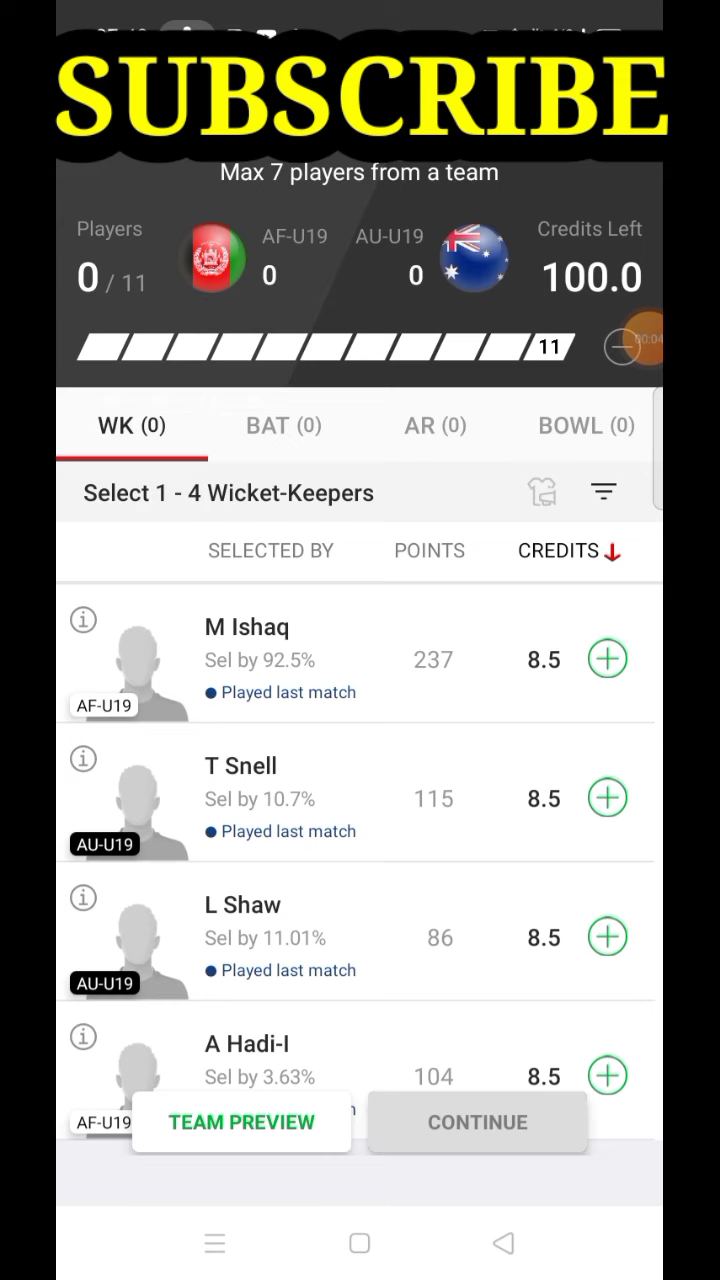 SUBSCRIBE
Max 7 players from a team
Players AF-U19 AU-U19 Credits Left
0 / 11 0 0 100.0
11
00:04
WK (0) BAT (0) AR (0) BOWL (0)
Select 1 - 4 Wicket-Keepers
SELECTED BY POINTS CREDITS
M Ishaq
Sel by 92.5% 237 8.5
Played last match
AF-U19
T Snell
Sel by 10.7% 115 8.5
Played last match
AU-U19
L Shaw
Sel by 11.01% 86 8.5
Played last match
AU-U19
A Hadi-I
Sel by 3.63% 104 8.5
AF-U19
TEAM PREVIEW CONTINUE